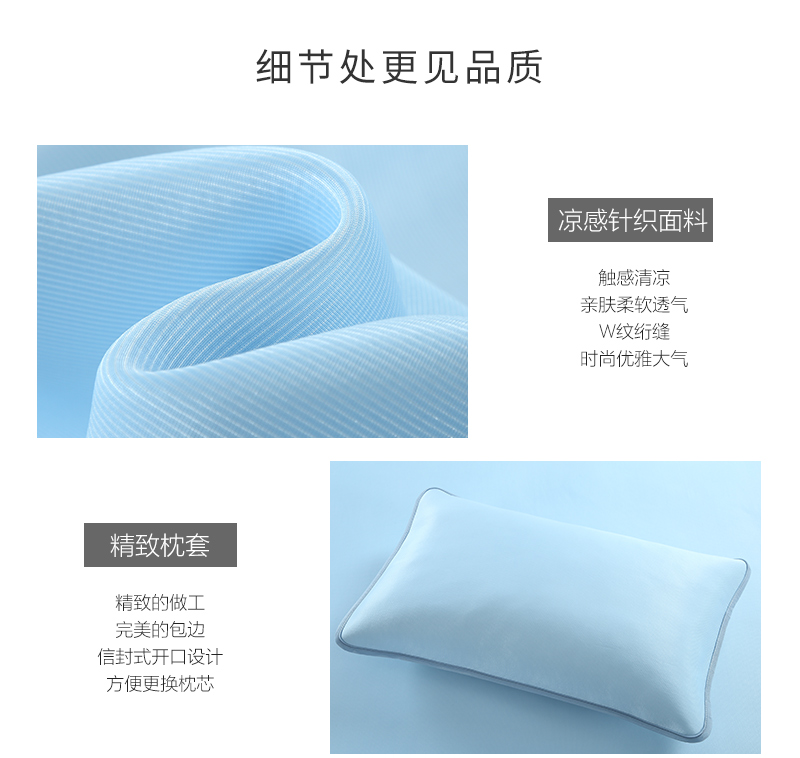 细节处更见品质
凉感针织面料
触感清凉
亲肤柔软透气
W纹绗缝
时尚优雅大气
精致枕套
精致的做工
完美的包边
信封式开口设计
方便更换枕芯